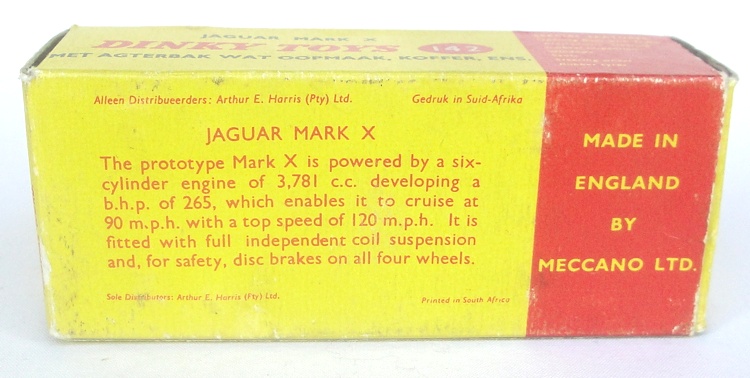 JAGUAR MARK X
DINKY TOYS 142
MET AGTERBAK WAT OOPMAAK, KOFFER, ENS.
Alleen Distribueerders: Arthur E. Harris (Pty) Ltd. Gedruk in Suid-Afrika
JAGUAR MARK X
The prototype Mark X is powered by a six-
cylinder engine of 3,781 c.c. developing a
b.h.p. of 265, which enables it to cruise at
90 m.p.h. with a top speed of 120 m.p.h. It is
fitted with full independent coil suspension
and, for safety, disc brakes on all four wheels.
Sole Distributors: Arthur E. Harris (Pty) Ltd. Printed in South Africa
MADE IN
ENGLAND
BY
MECCANO LTD.